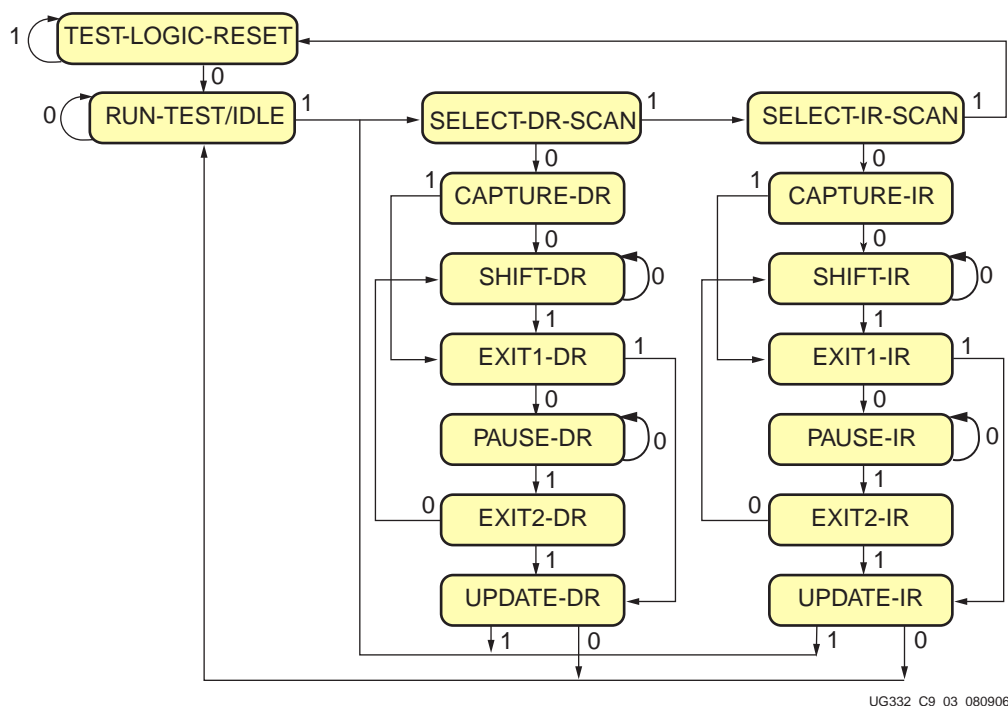 1
TEST-LOGIC-RESET
0
0
RUN-TEST/IDLE
1
SELECT-DR-SCAN
1
SELECT-IR-SCAN
1
0
0
1
CAPTURE-DR
1
CAPTURE-IR
0
0
SHIFT-DR
0
SHIFT-IR
0
1
1
EXIT1-DR
1
EXIT1-IR
1
0
0
PAUSE-DR
0
PAUSE-IR
0
1
1
0
EXIT2-DR
0
EXIT2-IR
1
1
UPDATE-DR
UPDATE-IR
1
0
1
0
UG332_C9_03_080906